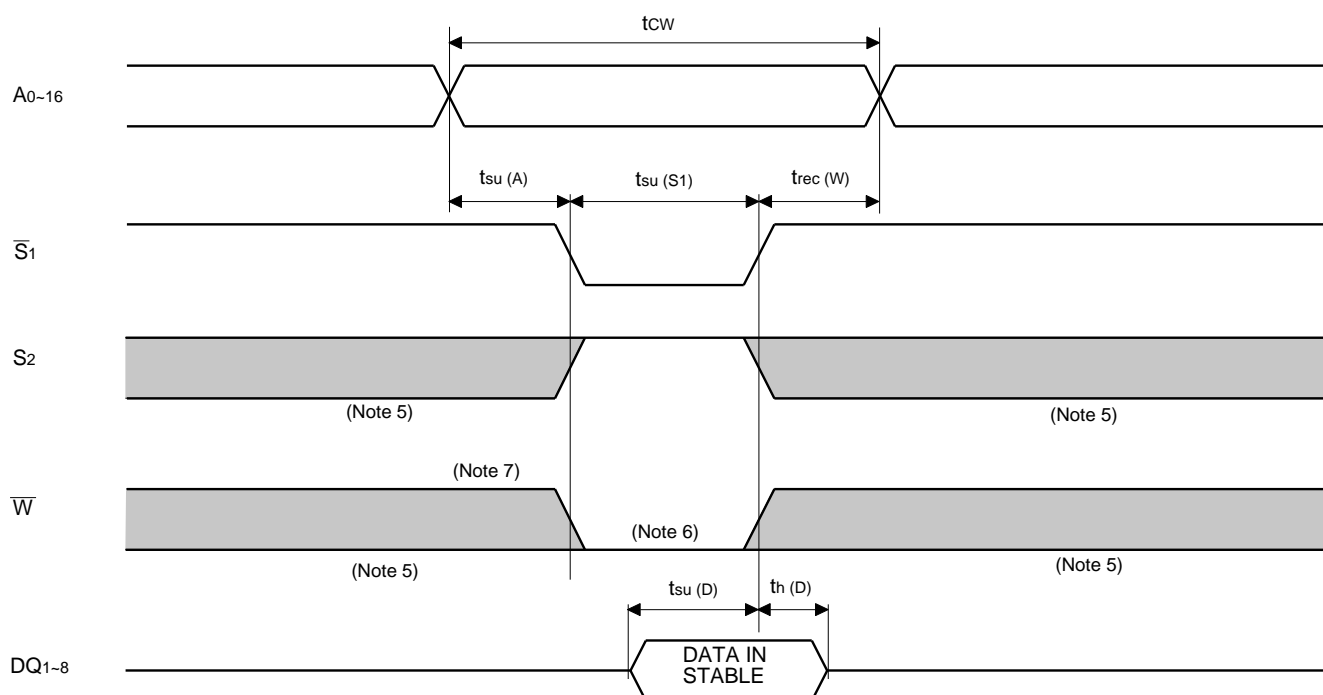 tCW
A0~16
tsu (A) tsu (S1) trec (W)
S̅1
S2
(Note 5) (Note 5)
(Note 7)
W̅
(Note 6)
(Note 5) (Note 5)
tsu (D) th (D)
DQ1~8
DATA IN
STABLE